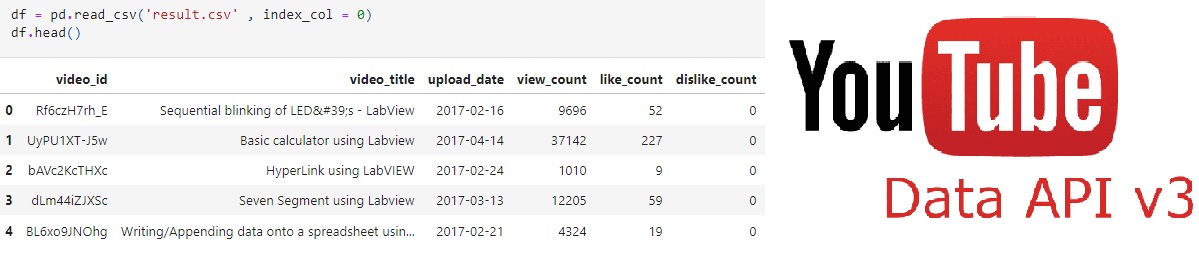 df = pd.read_csv('result.csv' , index_col = 0)
df.head()
video_id video_title upload_date view_count like_count dislike_count
0 Rf6czH7rh_E Sequential blinking of LED&#39;s - LabView 2017-02-16 9696 52 0
1 UyPU1XT-J5w Basic calculator using Labview 2017-04-14 37142 227 0
2 bAVc2KcTHXc HyperLink using LabVIEW 2017-02-24 1010 9 0
3 dLm44iZJXSc Seven Segment using Labview 2017-03-13 12205 59 0
4 BL6xo9JNOhg Writing/Appending data onto a spreadsheet usin... 2017-02-21 4324 19 0
YouTube
Data API v3